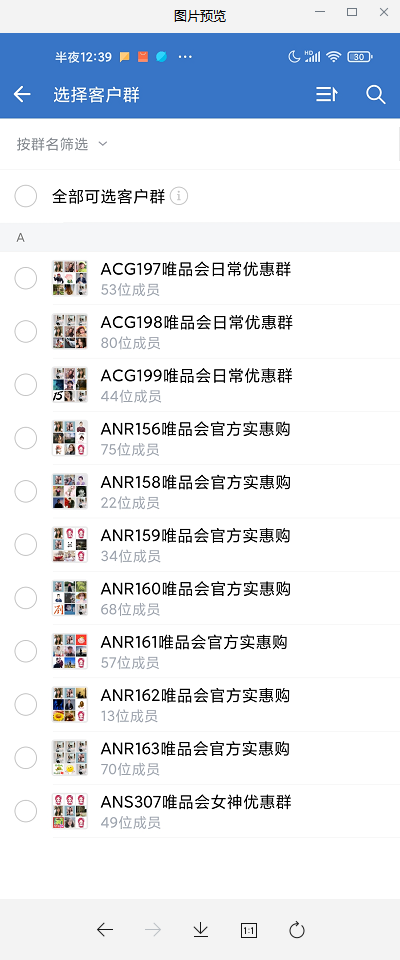 图片预览
半夜12:39
HD
30
选择客户群
按群名筛选
全部可选客户群
A
ACG197唯品会日常优惠群
53位成员
ACG198唯品会日常优惠群
80位成员
ACG199唯品会日常优惠群
44位成员
ANR156唯品会官方实惠购
75位成员
ANR158唯品会官方实惠购
22位成员
ANR159唯品会官方实惠购
34位成员
ANR160唯品会官方实惠购
68位成员
ANR161唯品会官方实惠购
57位成员
ANR162唯品会官方实惠购
13位成员
ANR163唯品会官方实惠购
70位成员
ANS307唯品会女神优惠群
49位成员
1:1